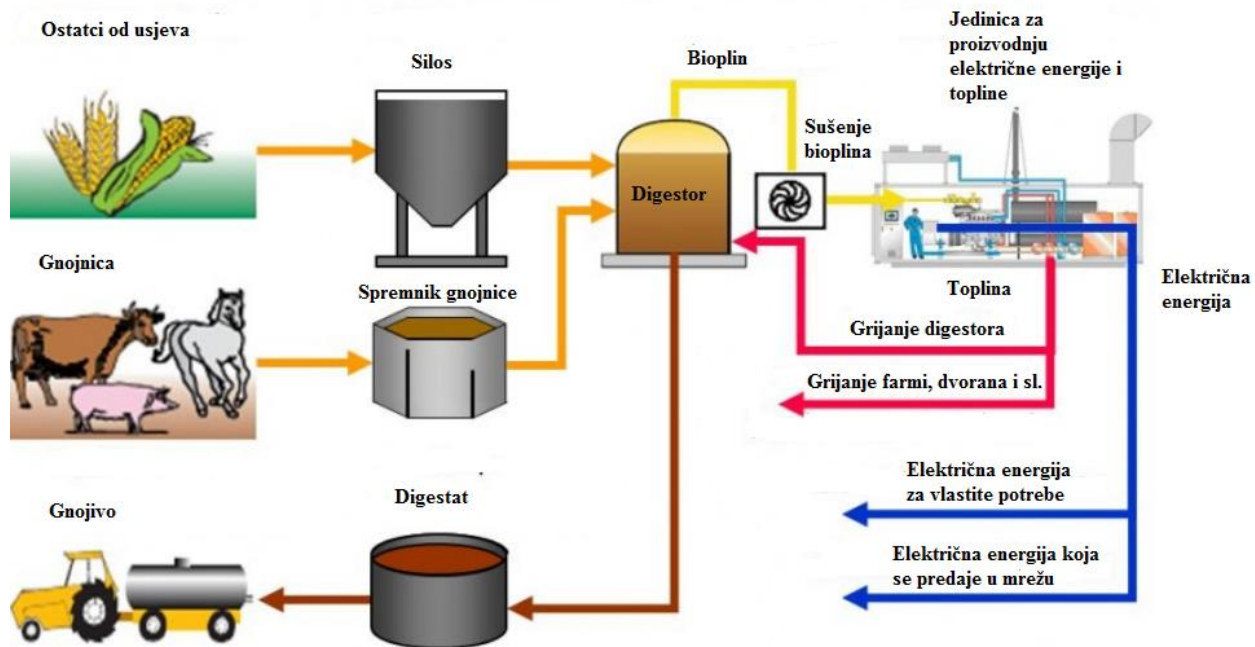 Ostatci od usjeva
Silos
Bioplin
Jedinica za
proizvodnju
električne energije i
topline
Sušenje
bioplina
Digestor
Gnojnica
Spremnik gnojnice
Toplina
Električna
energija
Grijanje digestora
Grijanje farmi, dvorana i sl.
Električna energija
za vlastite potrebe
Gnojivo
Digestat
Električna energija koja
se predaje u mrežu